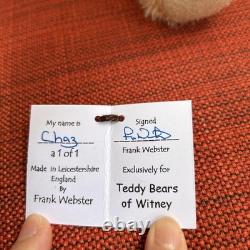 My name is
Chaz
a 1 of 1
Made in Leicestershire
England
By
Frank Webster
Signed
Frank Webster
Exclusively for
Teddy Bears
of Witney